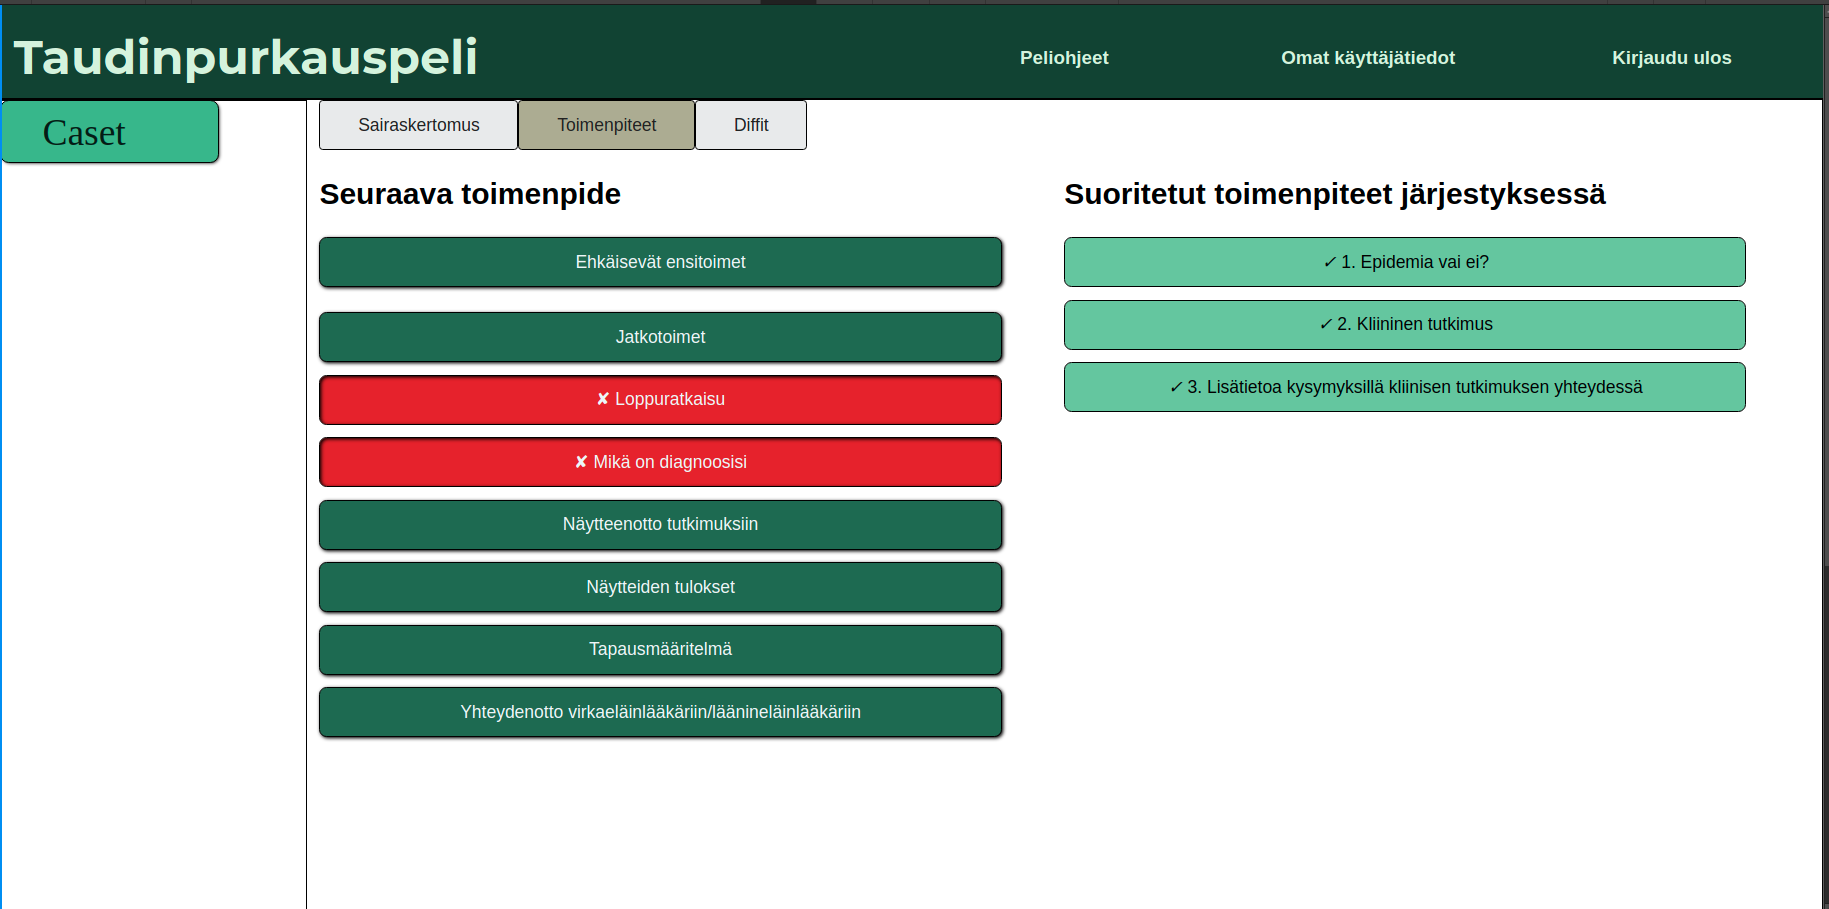 Taudinpurkauspeli
Peliohjeet
Omat käyttäjätiedot
Kirjaudu ulos
Caset
Sairaskertomus
Toimenpiteet
Diffit
Seuraava toimenpide
Ehkäisevät ensitoimet
Jatkotoimet
✘ Loppuratkaisu
✘ Mikä on diagnoosisi
Näytteenotto tutkimuksiin
Näytteiden tulokset
Tapausmääritelmä
Yhteydenotto virkaeläinlääkäriin/läänineläinlääkäriin
Suoritetut toimenpiteet järjestyksessä
✓ 1. Epidemia vai ei?
✓ 2. Kliininen tutkimus
✓ 3. Lisätietoa kysymyksillä kliinisen tutkimuksen yhteydessä